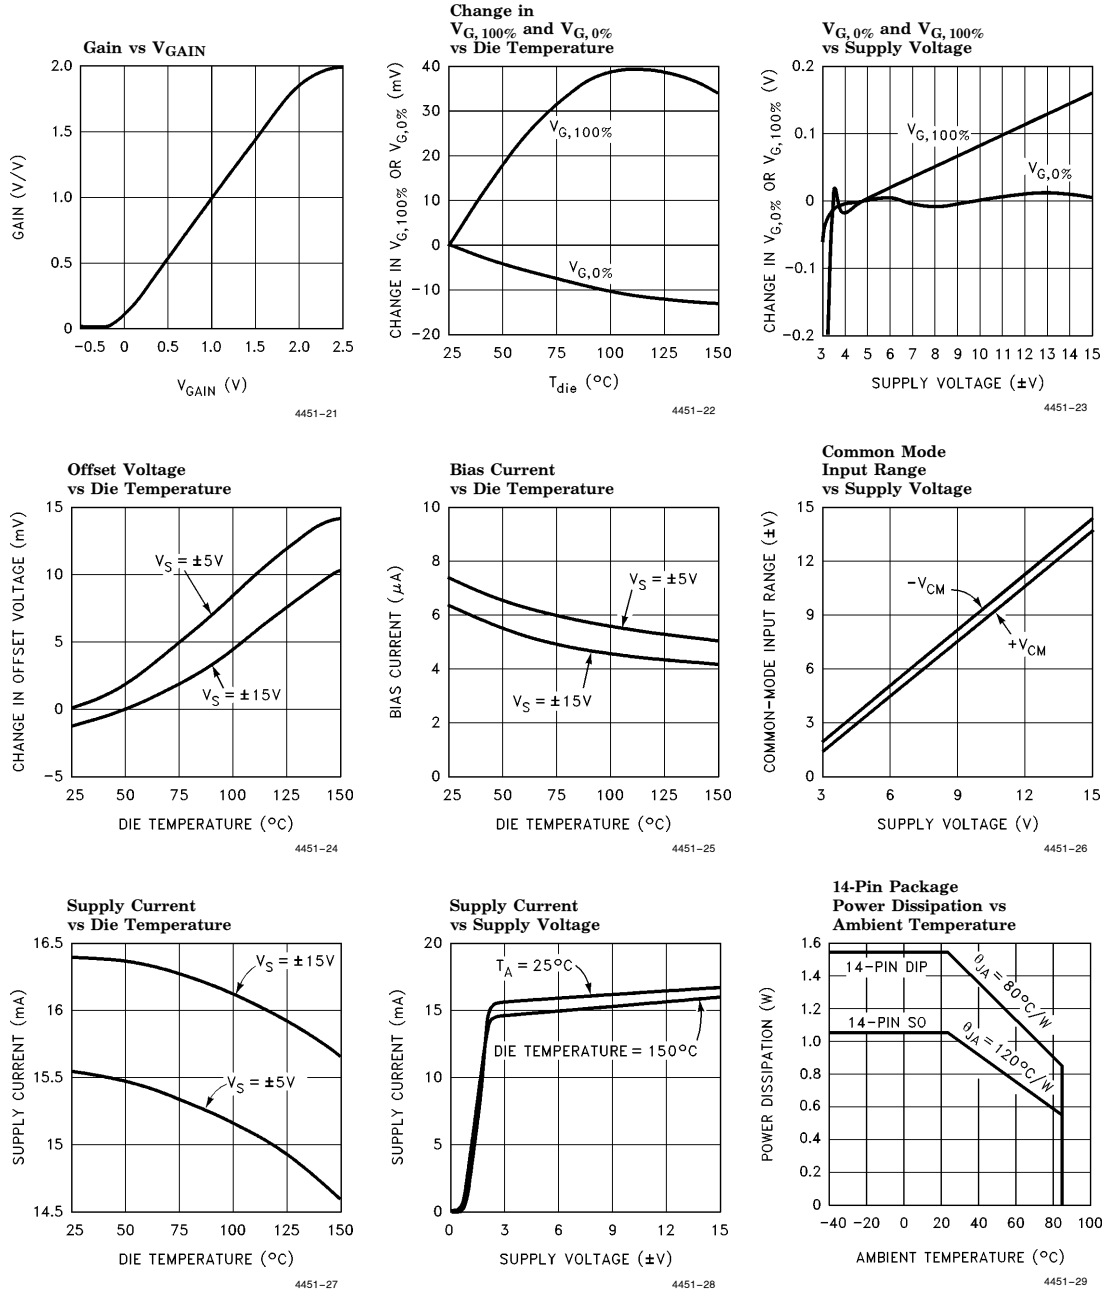 Gain vs VGAIN
2.0
1.5
1.0
0.5
0
−0.5 0 0.5 1.0 1.5 2.0 2.5
GAIN (V/V)
VGAIN (V)
4451–21
Change in
VG, 100% and VG, 0%
vs Die Temperature
40
30
20
10
0
−10
−20
25 50 75 100 125 150
CHANGE IN VG,100% OR VG,0% (mV)
VG,100%
VG,0%
Tdie (ºC)
4451–22
VG, 0% and VG, 100%
vs Supply Voltage
0.2
0.1
0
−0.1
−0.2
3 4 5 6 7 8 9 10 11 12 13 14 15
CHANGE IN VG,0% OR VG,100% (V)
VG,100%
VG,0%
SUPPLY VOLTAGE (±V)
4451–23
Offset Voltage
vs Die Temperature
15
10
5
0
−5
25 50 75 100 125 150
CHANGE IN OFFSET VOLTAGE (mV)
VS = ±5V
VS = ±15V
DIE TEMPERATURE (ºC)
4451–24
Bias Current
vs Die Temperature
10
8
6
4
2
0
25 50 75 100 125 150
BIAS CURRENT (μA)
VS = ±5V
VS = ±15V
DIE TEMPERATURE (ºC)
4451–25
Common Mode
Input Range
vs Supply Voltage
15
12
9
6
3
0
3 6 9 12 15
COMMON–MODE INPUT RANGE (±V)
−VCM
+VCM
SUPPLY VOLTAGE (V)
4451–26
Supply Current
vs Die Temperature
16.5
16
15.5
15
14.5
25 50 75 100 125 150
SUPPLY CURRENT (mA)
VS = ±15V
VS = ±5V
DIE TEMPERATURE (ºC)
4451–27
Supply Current
vs Supply Voltage
20
15
10
5
0
0 3 6 9 12 15
SUPPLY CURRENT (mA)
TA = 25ºC
DIE TEMPERATURE = 150ºC
SUPPLY VOLTAGE (±V)
4451–28
14-Pin Package
Power Dissipation vs
Ambient Temperature
1.6
1.4
1.2
1.0
0.8
0.6
0.4
0.2
0
−40 −20 0 20 40 60 80 100
POWER DISSIPATION (W)
14–PIN DIP
θJA = 80ºC/W
14–PIN SO
θJA = 120ºC/W
AMBIENT TEMPERATURE (ºC)
4451–29